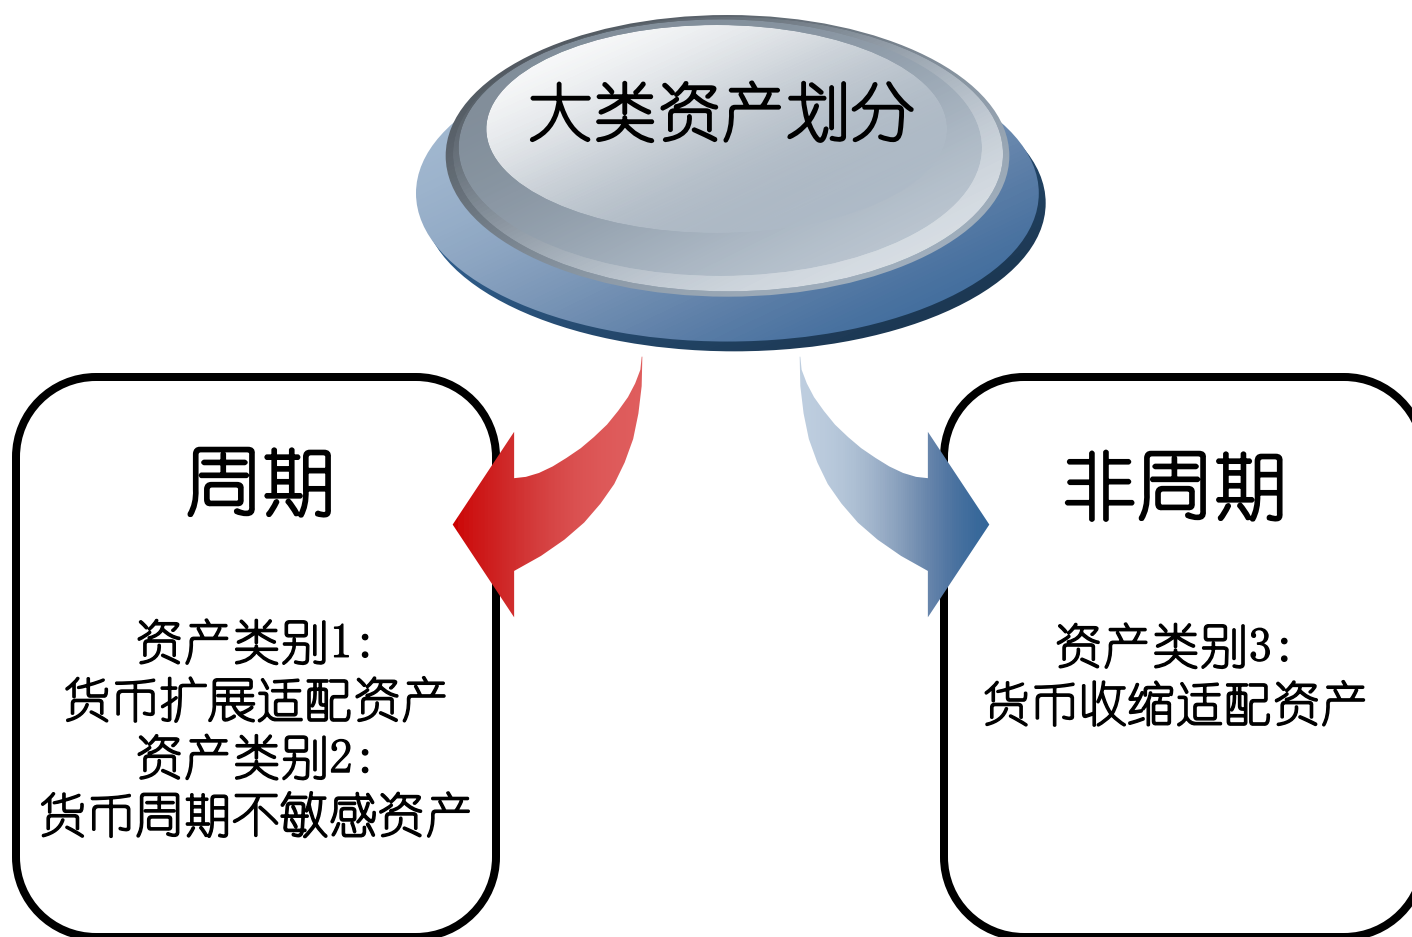 大类资产划分
周期
资产类别1:
货币扩展适配资产
资产类别2:
货币周期不敏感资产
非周期
资产类别3:
货币收缩适配资产